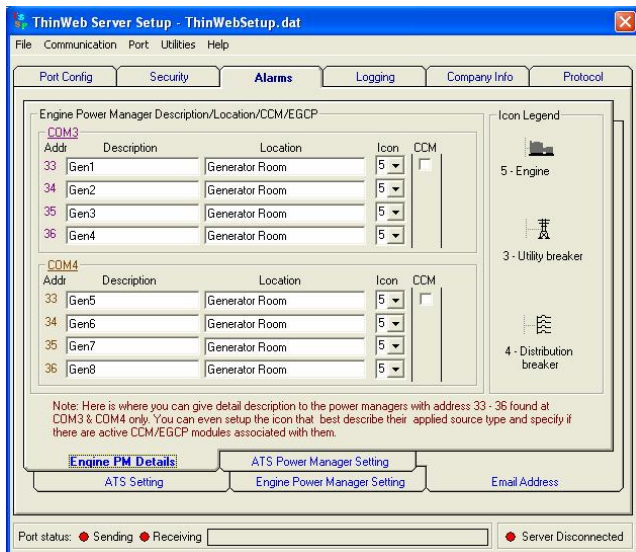 ThinWeb Server Setup - ThinWebSetup.dat
File Communication Port Utilities Help
Port Config Security Alarms Logging Company Info Protocol
Engine Power Manager Description/Location/CCM/EGCP
COM3
Addr Description Location Icon CCM
33 Gen1 Generator Room 5
34 Gen2 Generator Room 5
35 Gen3 Generator Room 5
36 Gen4 Generator Room 5
COM4
Addr Description Location Icon CCM
33 Gen5 Generator Room 5
34 Gen6 Generator Room 5
35 Gen7 Generator Room 5
36 Gen8 Generator Room 5
Icon Legend
5 - Engine
3 - Utility breaker
4 - Distribution
breaker
Note: Here is where you can give detail description to the power managers with address 33 - 36 found at
COM3 & COM4 only. You can even setup the icon that best describe their applied source type and specify if
there are active CCM/EGCP modules associated with them.
Engine PM Details ATS Power Manager Setting
ATS Setting Engine Power Manager Setting Email Address
Port status: Sending Receiving Server Disconnected